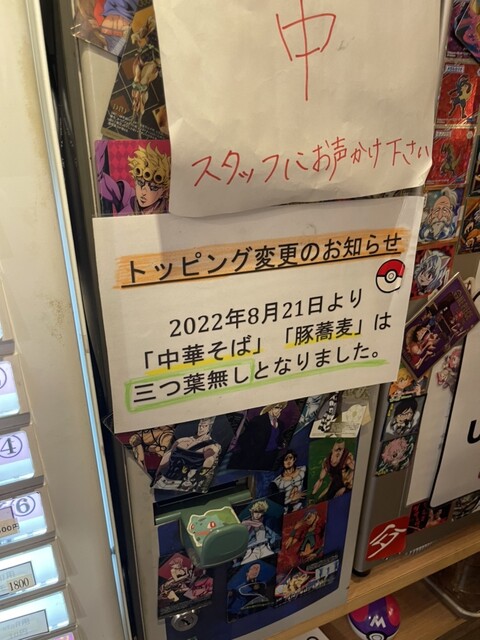 中
スタッフにお声かけ下さい
トッピング変更のお知らせ
2022年8月21日より
「中華そば」「豚蕎麦」は
三つ葉無しとなりました。
④
⑥
1800